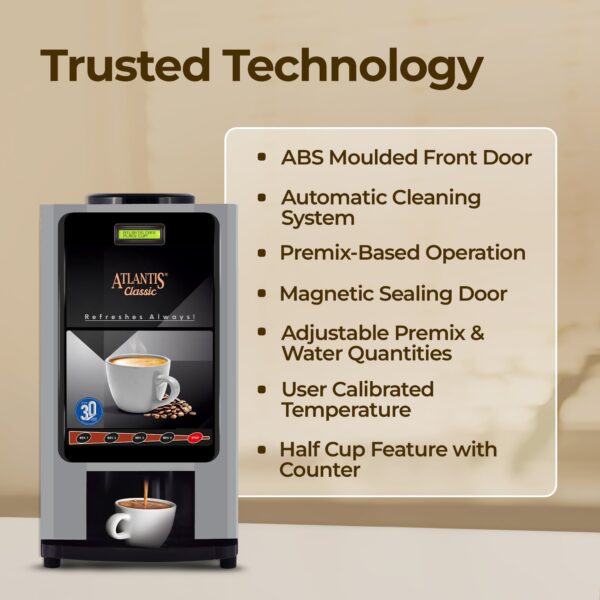 Trusted Technology
• ABS Moulded Front Door
• Automatic Cleaning
System
• Premix-Based Operation
• Magnetic Sealing Door
• Adjustable Premix &
Water Quantities
• User Calibrated
Temperature
• Half Cup Feature with
Counter
ATLANTIS®
Classic
Refreshes Always!
30